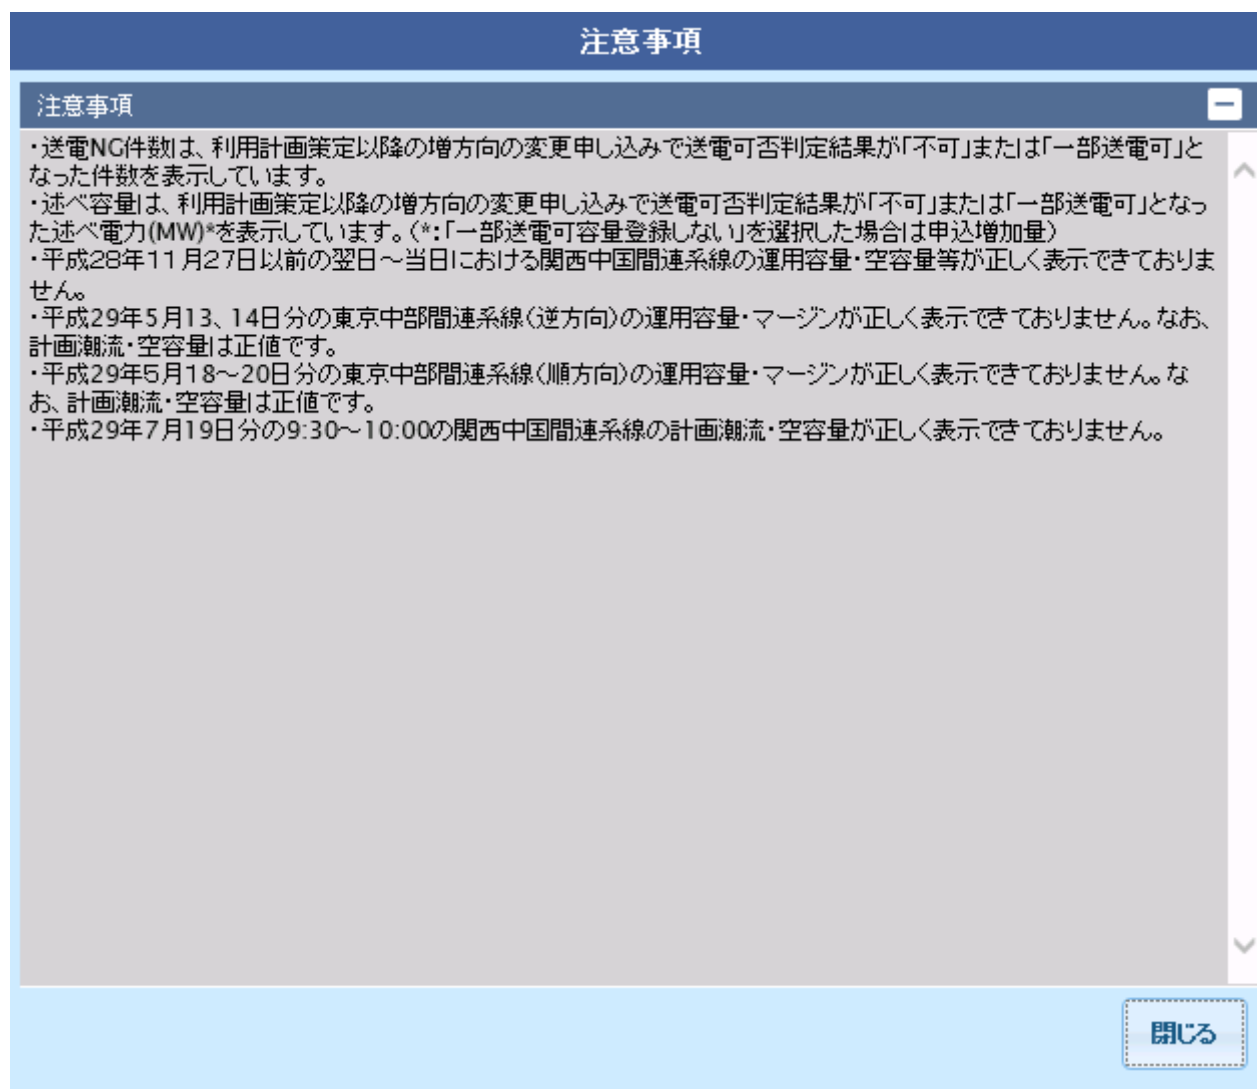 注意事項
注意事項
・送電NG件数は、利用計画策定以降の増方向の変更申し込みで送電可否判定結果が「不可」または「一部送電可」と
なった件数を表示しています。
・述べ容量は、利用計画策定以降の増方向の変更申し込みで送電可否判定結果が「不可」または「一部送電可」となっ
た述べ電力(MW)*を表示しています。(*:「一部送電可容量登録しない」を選択した場合は申込増加量)
・平成28年11月27日以前の翌日～当日における関西中国間連系線の運用容量・空容量等が正しく表示できておりま
せん。
・平成29年5月13、14日分の東京中部間連系線(逆方向)の運用容量・マージンが正しく表示できておりません。なお、
計画潮流・空容量は正値です。
・平成29年5月18～20日分の東京中部間連系線(順方向)の運用容量・マージンが正しく表示できておりません。な
お、計画潮流・空容量は正値です。
・平成29年7月19日分の9:30～10:00の関西中国間連系線の計画潮流・空容量が正しく表示できておりません。
閉じる